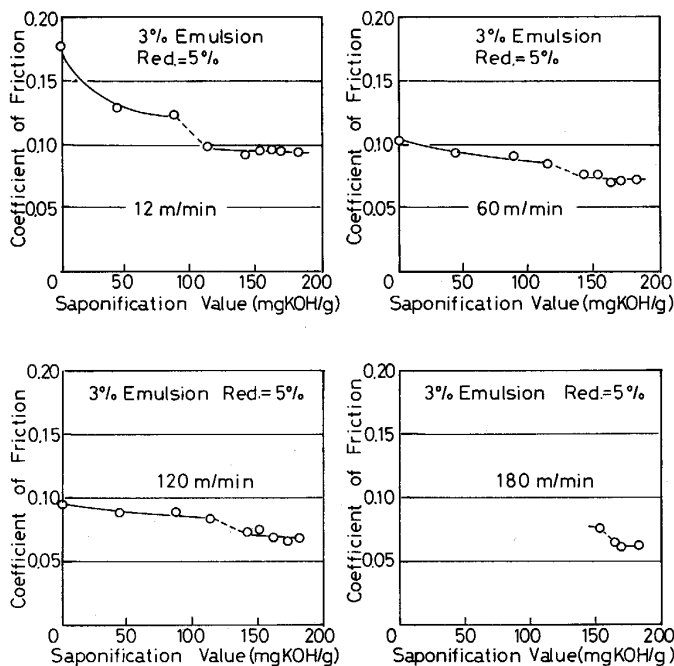 0.20
0.15
0.10
0.05
0
50
100
150
200
Coefficient of Friction
3% Emulsion
Red.=5%
12 m/min
Saponification Value(mgKOH/g)
0.20
0.15
0.10
0.05
0
50
100
150
200
Coefficient of Friction
3% Emulsion
Red.=5%
60 m/min
Saponification Value(mgKOH/g)
0.20
0.15
0.10
0.05
0
50
100
150
200
Coefficient of Friction
3% Emulsion Red.=5%
120 m/min
Saponification Value(mgKOH/g)
0.20
0.15
0.10
0.05
0
50
100
150
200
Coefficient of Friction
3% Emulsion Red.=5%
180 m/min
Saponification Value(mgKOH/g)